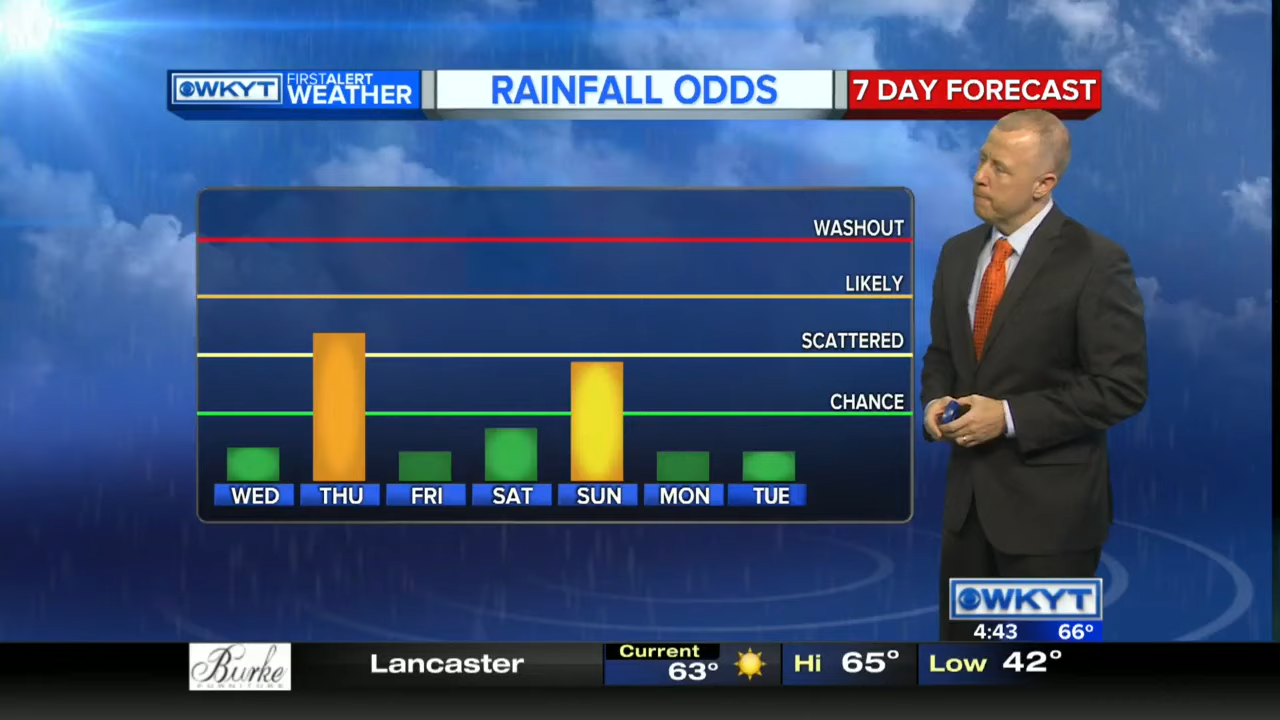 WKYT FIRST ALERT WEATHER RAINFALL ODDS 7 DAY FORECAST
WASHOUT
LIKELY
SCATTERED
CHANCE
WED THU FRI SAT SUN MON TUE
WKYT
4:43 66°
Burke FURNITURE Lancaster Current 63° Hi 65° Low 42°